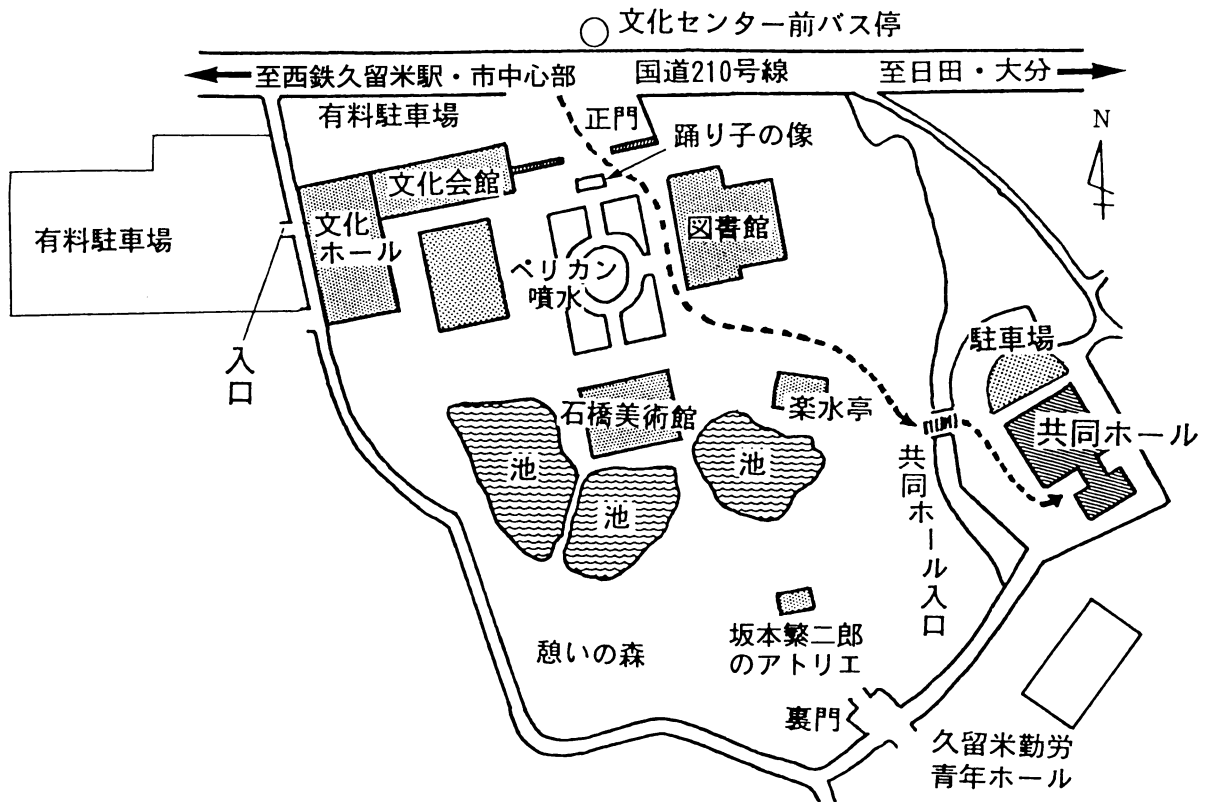 文化センター前バス停
至西鉄久留米駅・市中心部
国道210号線
至日田・大分
有料駐車場
正門
踊り子の像
N
文化会館
文化
ホール
図書館
有料駐車場
ペリカン
噴水
入口
駐車場
石橋美術館
楽水亭
共同ホール
池
池
池
共同ホール入口
坂本繁二郎
のアトリエ
憩いの森
裏門
久留米勤労
青年ホール